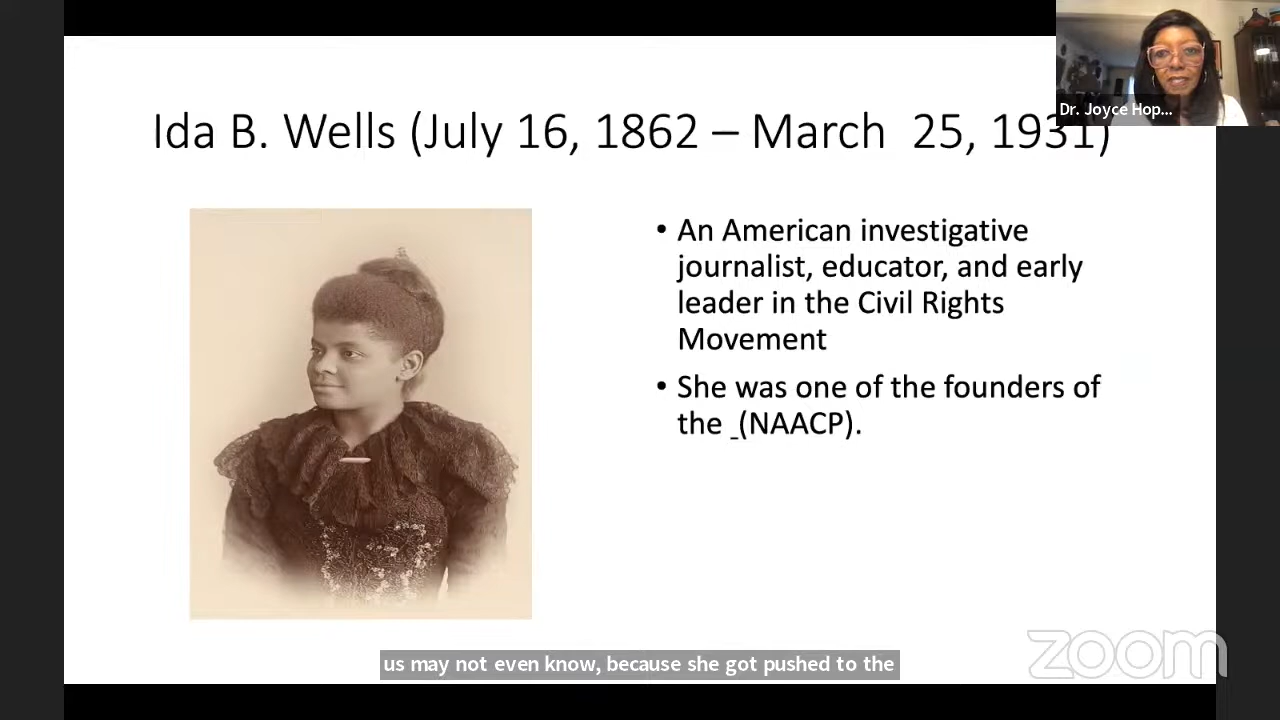 Ida B. Wells (July 16, 1862 – March 25, 1931)
Dr. Joyce Hop...
• An American investigative
journalist, educator, and early
leader in the Civil Rights
Movement
• She was one of the founders of
the _(NAACP).
us may not even know, because she got pushed to the
zoom